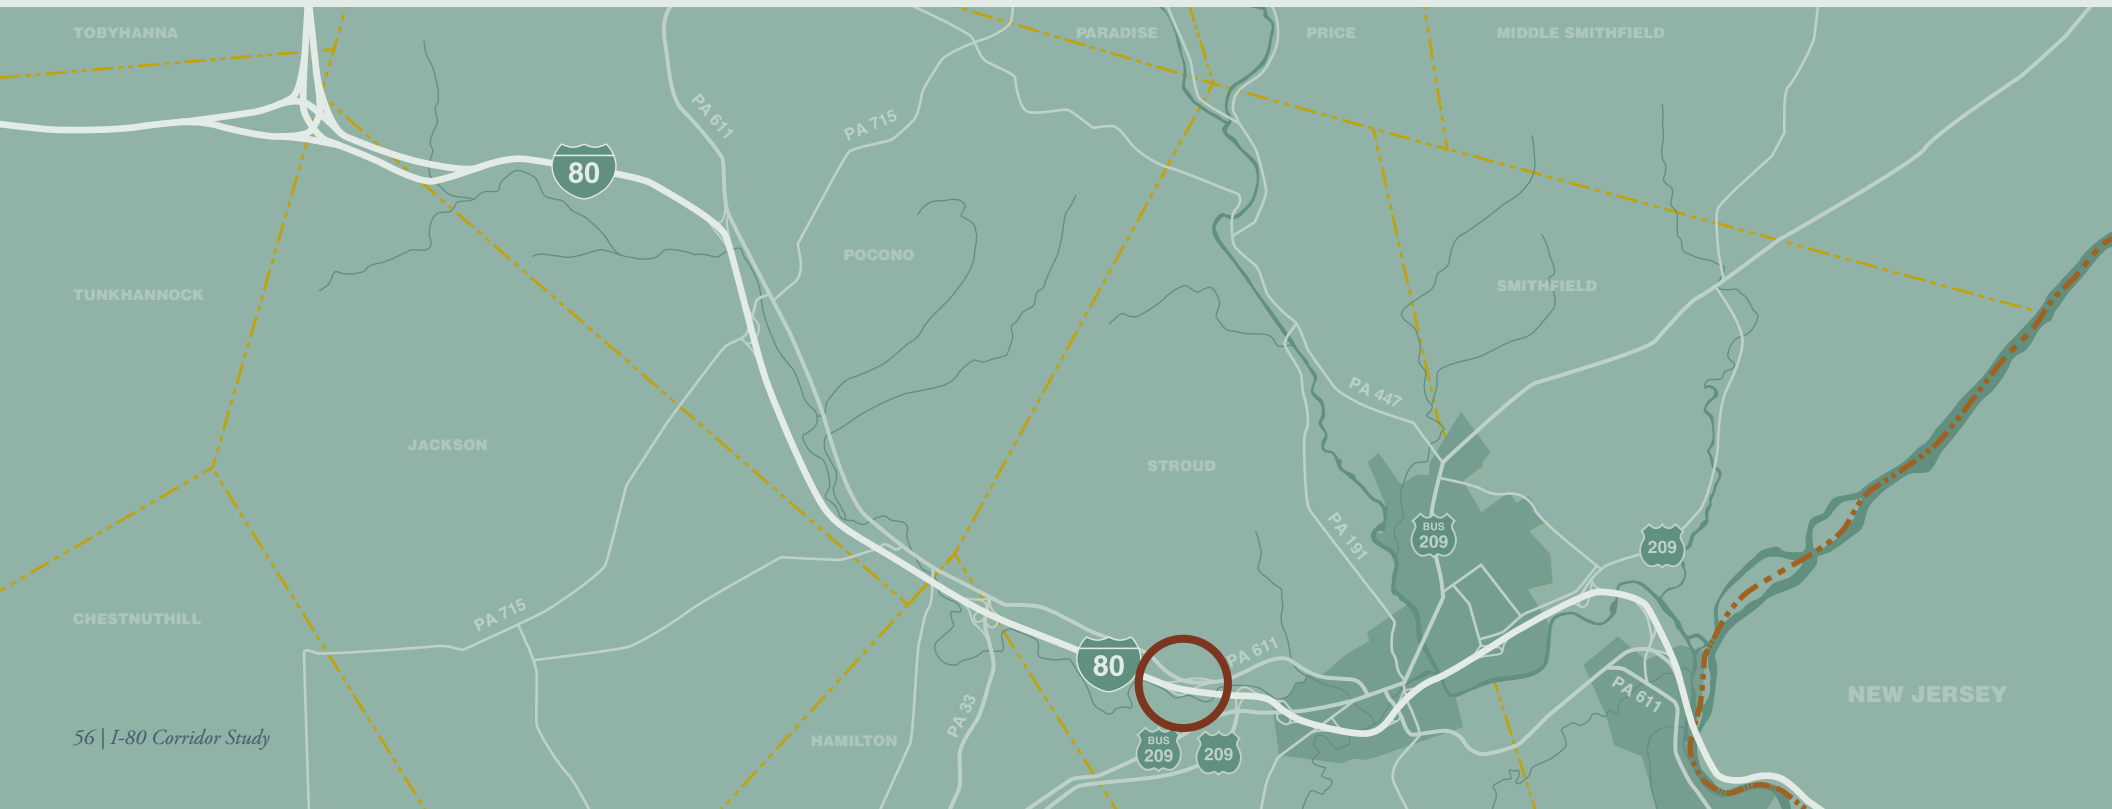 TOBYHANNA
PARADISE
PRICE
MIDDLE SMITHFIELD
PA 611
PA 715
80
POCONO
TUNKHANNOCK
SMITHFIELD
PA 447
JACKSON
STROUD
PA 191
BUS
209
209
PA 715
CHESTNUTHILL
PA 611
80
PA 33
PA 611
NEW JERSEY
HAMILTON
BUS
209
209
56 | I-80 Corridor Study